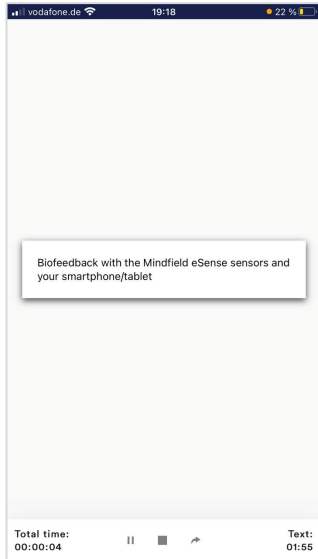 vodafone.de 19:18 22 %
Biofeedback with the Mindfield eSense sensors and
your smartphone/tablet
Total time: Text:
00:00:04 01:55